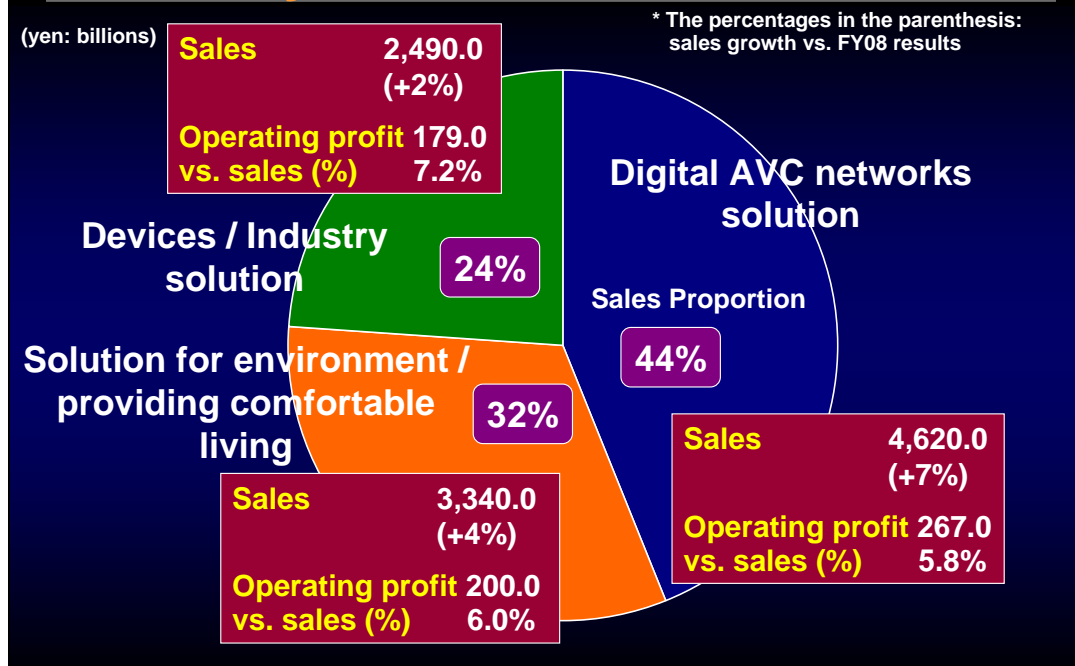 (yen: billions)
* The percentages in the parenthesis:
sales growth vs. FY08 results
Sales 2,490.0
(+2%)
Operating profit 179.0
vs. sales (%) 7.2%
Digital AVC networks
solution
Devices / Industry
solution
24%
Sales Proportion
44%
Solution for environment /
providing comfortable
living
32%
Sales 4,620.0
(+7%)
Operating profit 267.0
vs. sales (%) 5.8%
Sales 3,340.0
(+4%)
Operating profit 200.0
vs. sales (%) 6.0%